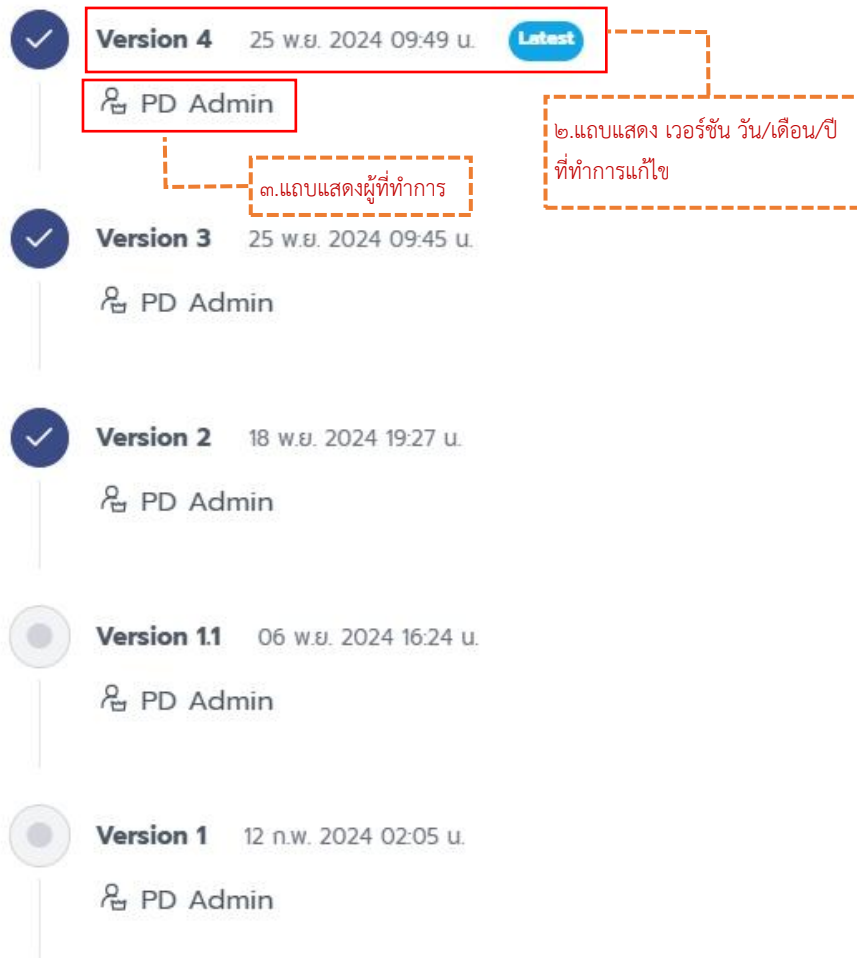 Version 4 25 พ.ย. 2024 09:49 น. Latest
PD Admin
๒.แถบแสดง เวอร์ชัน วัน/เดือน/ปี
ที่ทำการแก้ไข
๓.แถบแสดงผู้ที่ทำการ
Version 3 25 พ.ย. 2024 09:45 น.
PD Admin
Version 2 18 พ.ย. 2024 19:27 น.
PD Admin
Version 1.1 06 พ.ย. 2024 16:24 น.
PD Admin
Version 1 12 ก.พ. 2024 02:05 น.
PD Admin